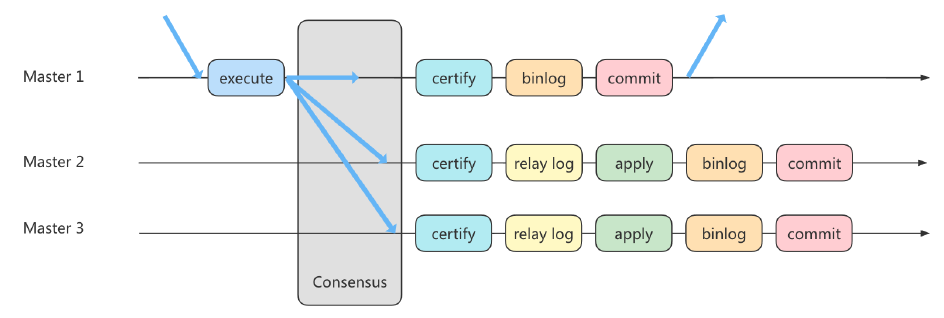 Master 1
execute
certify
binlog
commit
Master 2
certify
relay log
apply
binlog
commit
Master 3
certify
relay log
apply
binlog
commit
Consensus